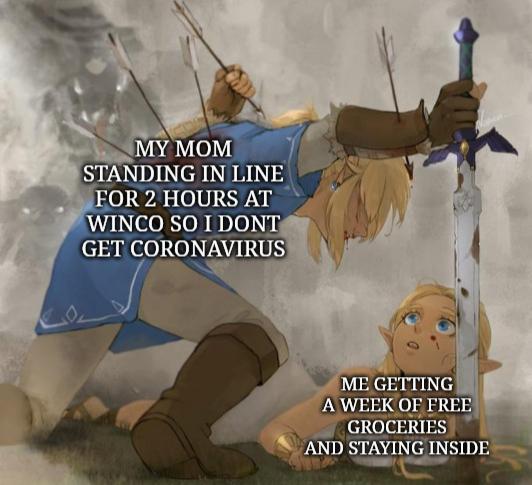 MY MOM
STANDING IN LINE
FOR 2 HOURS AT
WINCO SO I DONT
GET CORONAVIRUS
ME GETTING
A WEEK OF FREE
GROCERIES
AND STAYING INSIDE